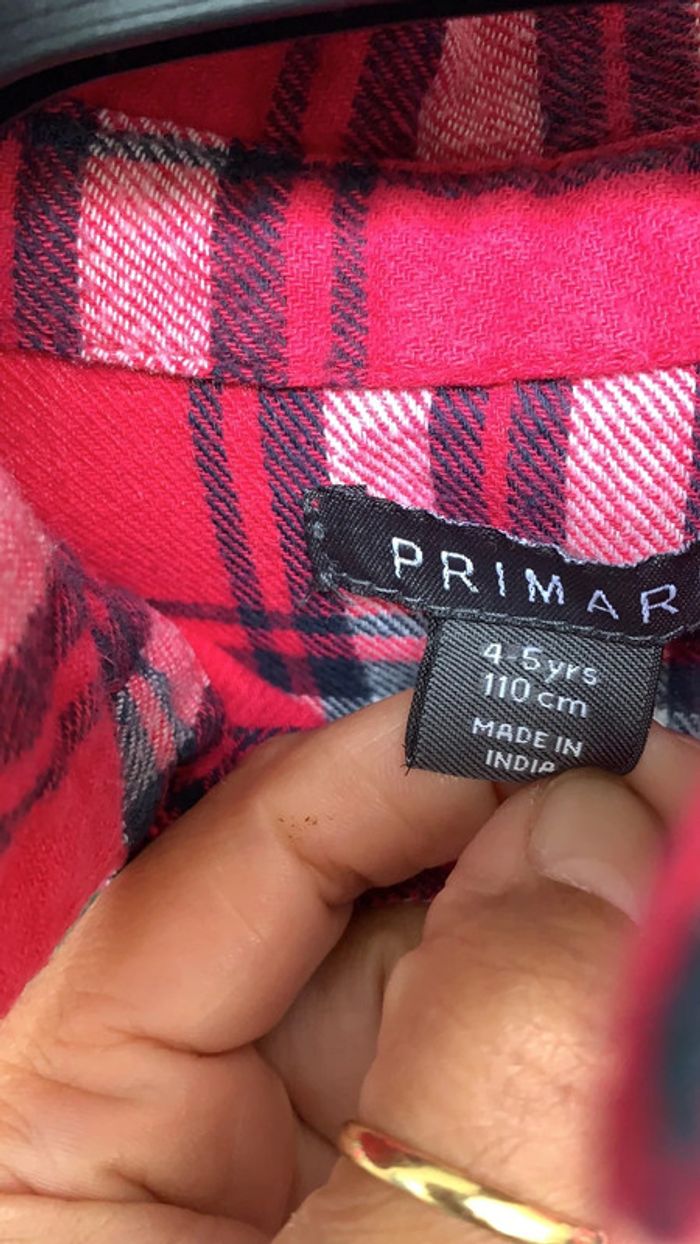 PRIMAR
4-5yrs
110 cm
MADE IN
INDIA